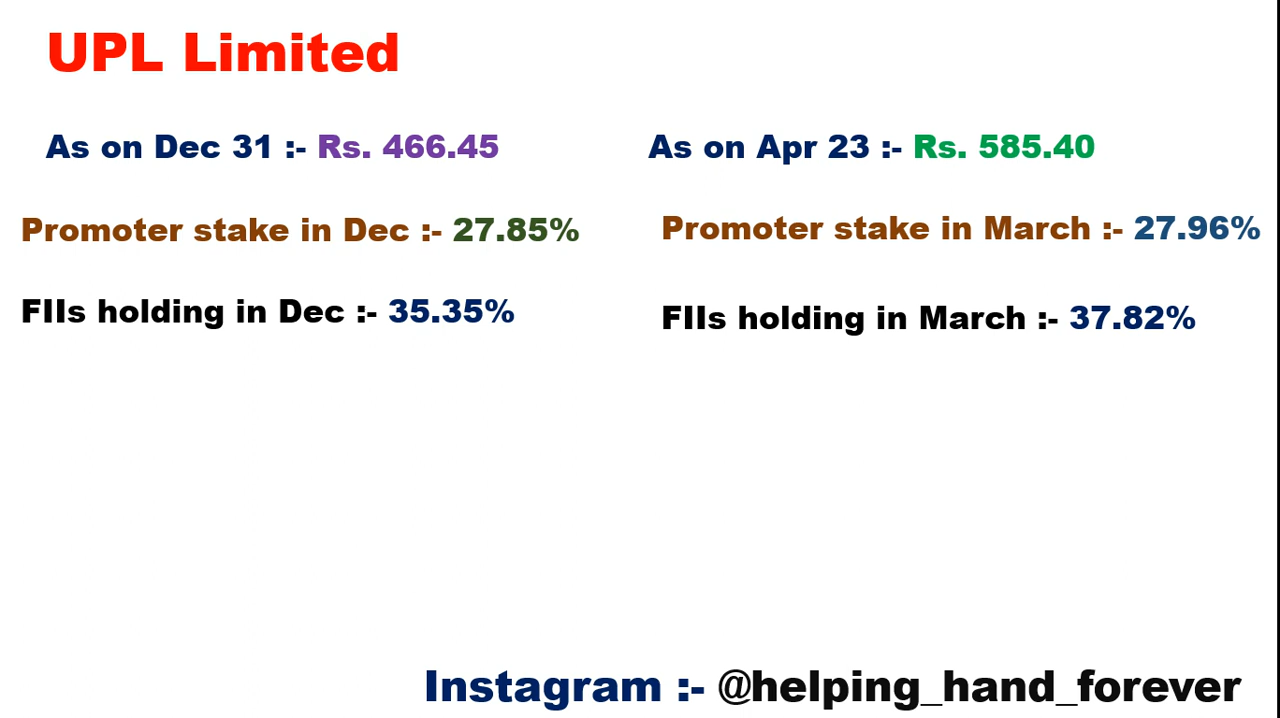 UPL Limited
As on Dec 31 :- Rs. 466.45
As on Apr 23 :- Rs. 585.40
Promoter stake in Dec :- 27.85%
Promoter stake in March :- 27.96%
FIIs holding in Dec :- 35.35%
FIIs holding in March :- 37.82%
Instagram :- @helping_hand_forever